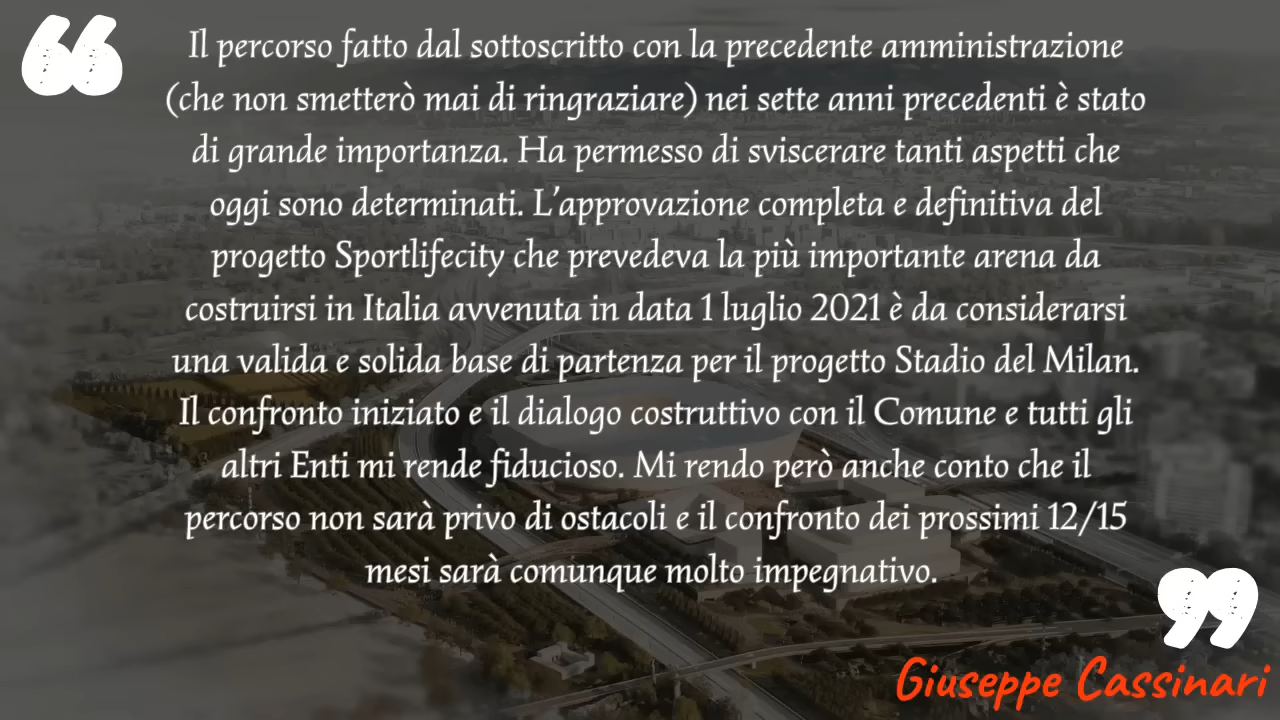 Il percorso fatto dal sottoscritto con la precedente amministrazione
(che non smetterò mai di ringraziare) nei sette anni precedenti è stato
di grande importanza. Ha permesso di sviscerare tanti aspetti che
oggi sono determinati. L'approvazione completa e definitiva del
progetto Sportlifecity che prevedeva la più importante arena da
costruirsi in Italia avvenuta in data 1 luglio 2021 è da considerarsi
una valida e solida base di partenza per il progetto Stadio del Milan.
Il confronto iniziato e il dialogo costruttivo con il Comune e tutti gli
altri Enti mi rende fiducioso. Mi rendo però anche conto che il
percorso non sarà privo di ostacoli e il confronto dei prossimi 12/15
mesi sarà comunque molto impegnativo.
Giuseppe Cassinari